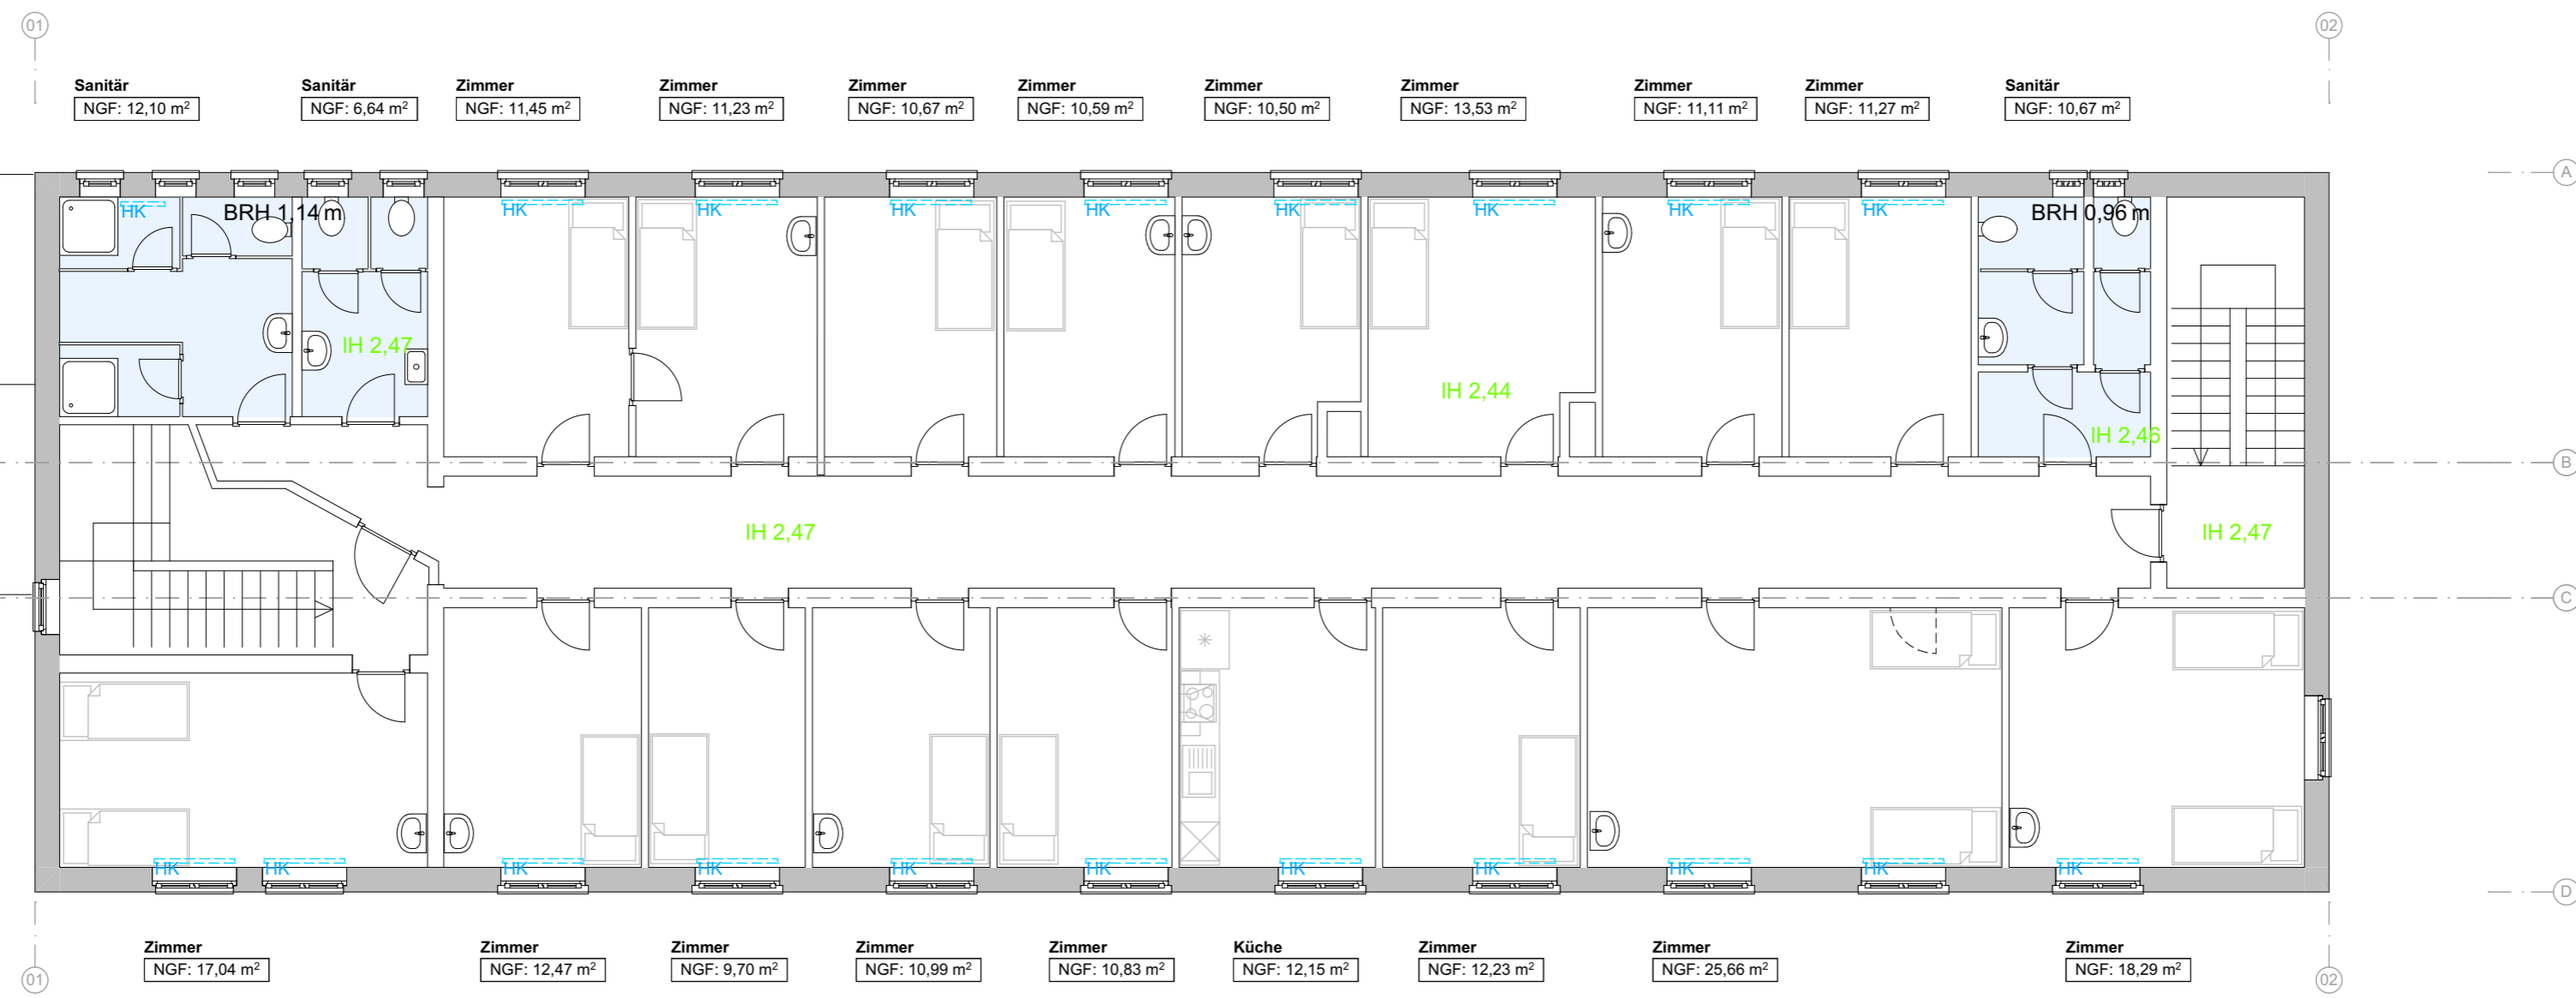 01
02
Sanitär
NGF: 12,10 m²
Sanitär
NGF: 6,64 m²
Zimmer
NGF: 11,45 m²
Zimmer
NGF: 11,23 m²
Zimmer
NGF: 10,67 m²
Zimmer
NGF: 10,59 m²
Zimmer
NGF: 10,50 m²
Zimmer
NGF: 13,53 m²
Zimmer
NGF: 11,11 m²
Zimmer
NGF: 11,27 m²
Sanitär
NGF: 10,67 m²
A
HK
BRH 1,14 m
HK
HK
HK
HK
HK
HK
HK
HK
BRH 0,96 m
IH 2,47
IH 2,44
IH 2,46
B
IH 2,47
IH 2,47
C
HK
HK
HK
HK
HK
HK
HK
HK
HK
HK
HK
D
Zimmer
NGF: 17,04 m²
Zimmer
NGF: 12,47 m²
Zimmer
NGF: 9,70 m²
Zimmer
NGF: 10,99 m²
Zimmer
NGF: 10,83 m²
Küche
NGF: 12,15 m²
Zimmer
NGF: 12,23 m²
Zimmer
NGF: 25,66 m²
Zimmer
NGF: 18,29 m²
01
02